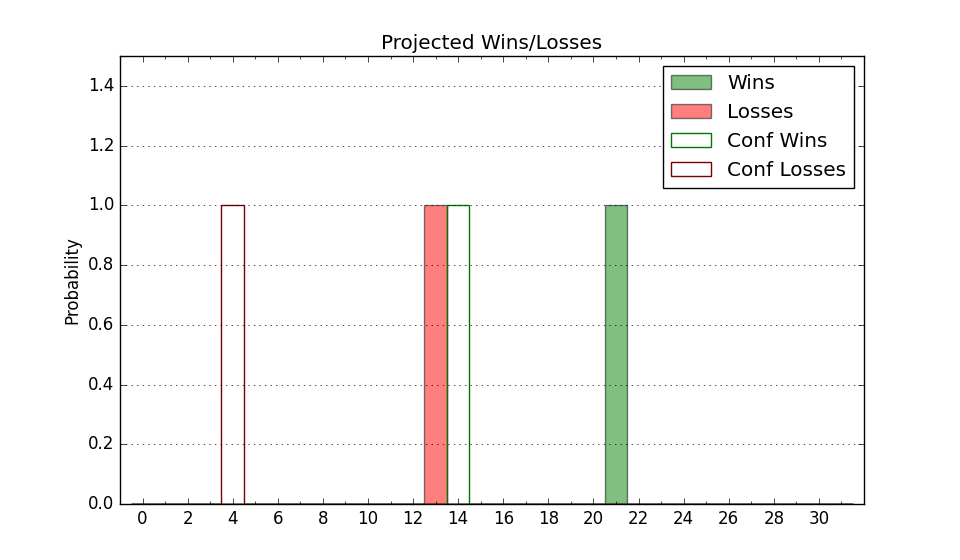 Projected Wins/Losses
Wins
Losses
Conf Wins
Conf Losses
Probability
1.4
1.2
1.0
0.8
0.6
0.4
0.2
0.0
0 2 4 6 8 10 12 14 16 18 20 22 24 26 28 30